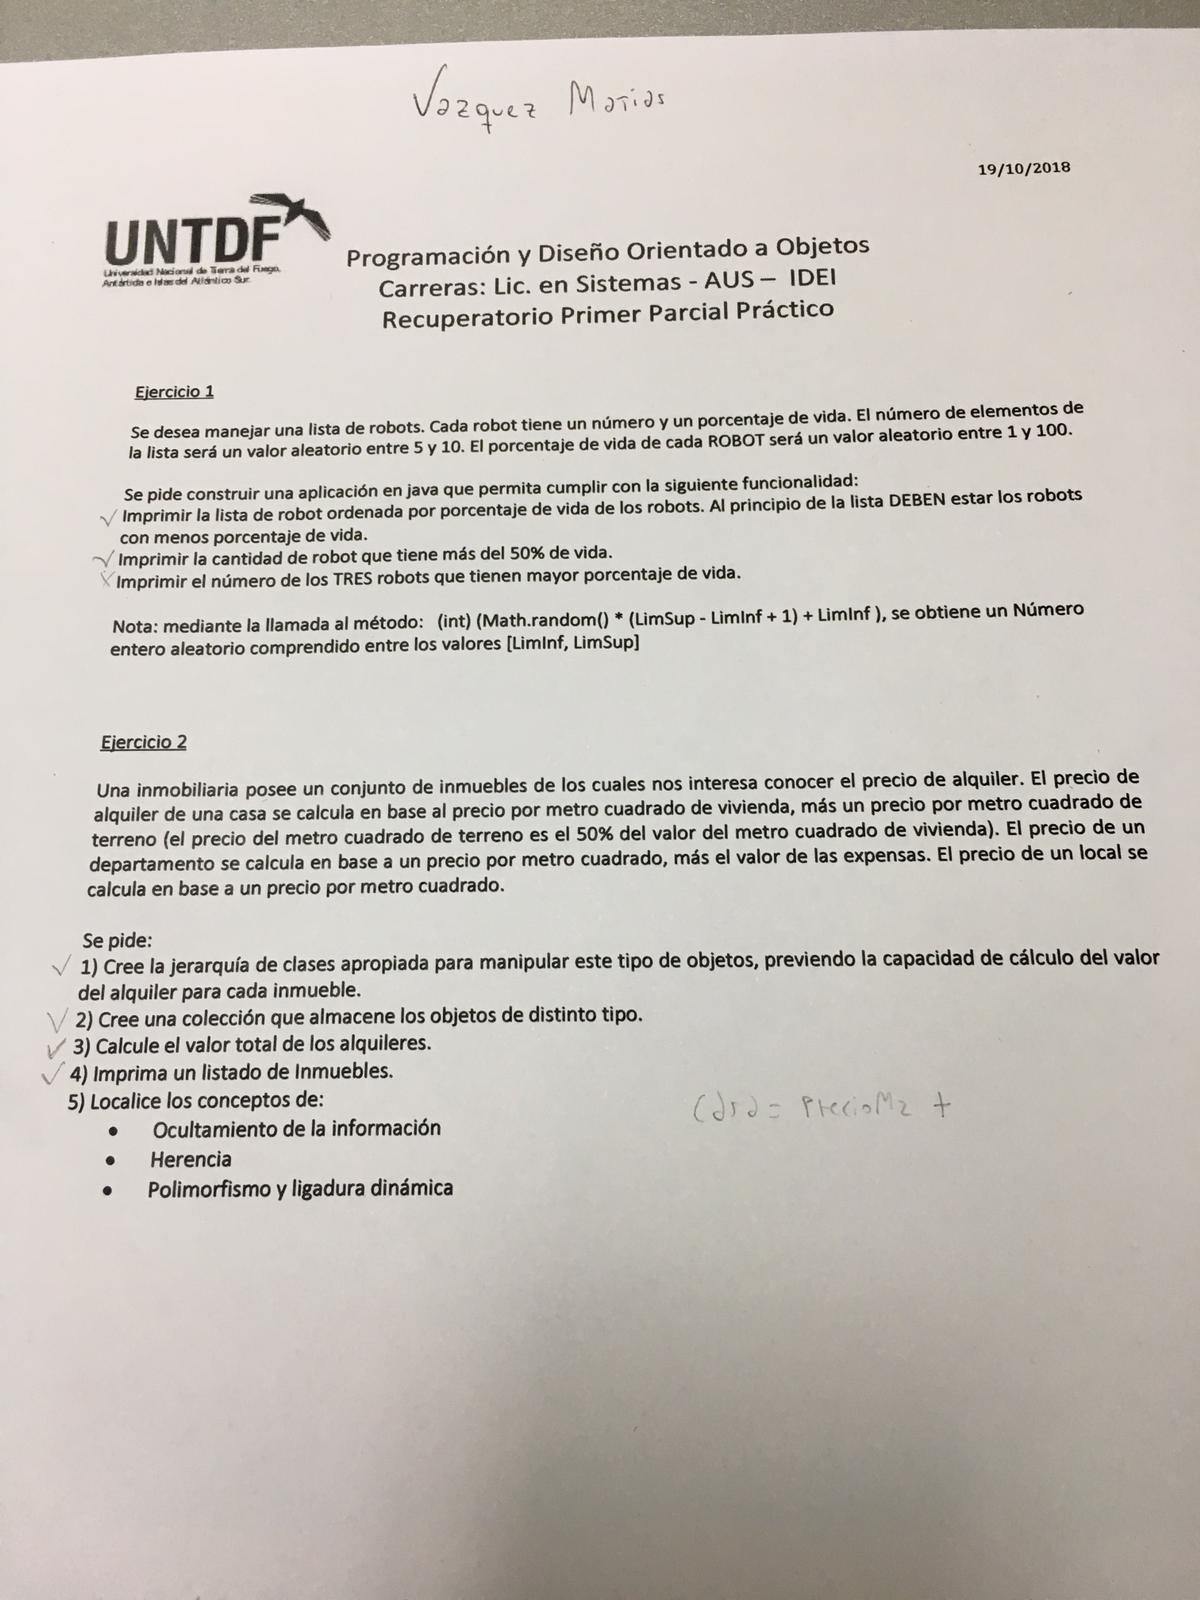 Vazquez Matias
19/10/2018
UNTDF
Universidad Nacional de Tierra del Fuego,
Antártida e Islas del Atlántico Sur.
Programación y Diseño Orientado a Objetos
Carreras: Lic. en Sistemas - AUS – IDEI
Recuperatorio Primer Parcial Práctico
Ejercicio 1
Se desea manejar una lista de robots. Cada robot tiene un número y un porcentaje de vida. El número de elementos de
la lista será un valor aleatorio entre 5 y 10. El porcentaje de vida de cada ROBOT será un valor aleatorio entre 1 y 100.
Se pide construir una aplicación en java que permita cumplir con la siguiente funcionalidad:
✓ Imprimir la lista de robot ordenada por porcentaje de vida de los robots. Al principio de la lista DEBEN estar los robots
con menos porcentaje de vida.
✓ Imprimir la cantidad de robot que tiene más del 50% de vida.
X Imprimir el número de los TRES robots que tienen mayor porcentaje de vida.
Nota: mediante la llamada al método: (int) (Math.random() * (LimSup - LimInf + 1) + LimInf ), se obtiene un Número
entero aleatorio comprendido entre los valores [LimInf, LimSup]
Ejercicio 2
Una inmobiliaria posee un conjunto de inmuebles de los cuales nos interesa conocer el precio de alquiler. El precio de
alquiler de una casa se calcula en base al precio por metro cuadrado de vivienda, más un precio por metro cuadrado de
terreno (el precio del metro cuadrado de terreno es el 50% del valor del metro cuadrado de vivienda). El precio de un
departamento se calcula en base a un precio por metro cuadrado, más el valor de las expensas. El precio de un local se
calcula en base a un precio por metro cuadrado.
Se pide:
✓ 1) Cree la jerarquía de clases apropiada para manipular este tipo de objetos, previendo la capacidad de cálculo del valor
del alquiler para cada inmueble.
✓ 2) Cree una colección que almacene los objetos de distinto tipo.
✓ 3) Calcule el valor total de los alquileres.
✓ 4) Imprima un listado de Inmuebles.
5) Localice los conceptos de:
Casa = PrecioM2 +
• Ocultamiento de la información
• Herencia
• Polimorfismo y ligadura dinámica